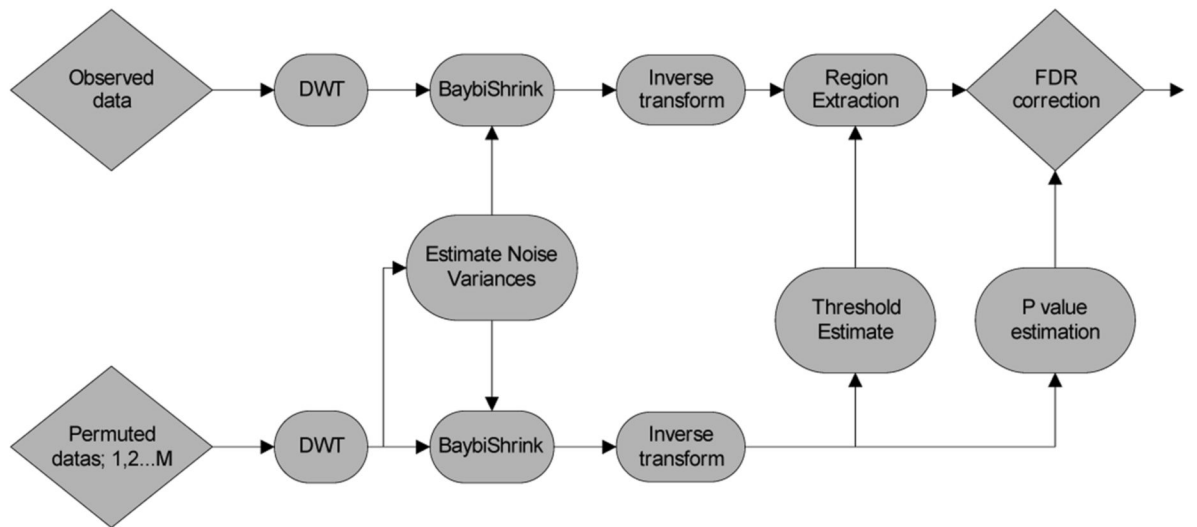 Observed
data
DWT
BaybiShrink
Inverse
transform
Region
Extraction
FDR
correction
Estimate Noise
Variances
Threshold
Estimate
P value
estimation
Permuted
datas; 1,2...M
DWT
BaybiShrink
Inverse
transform